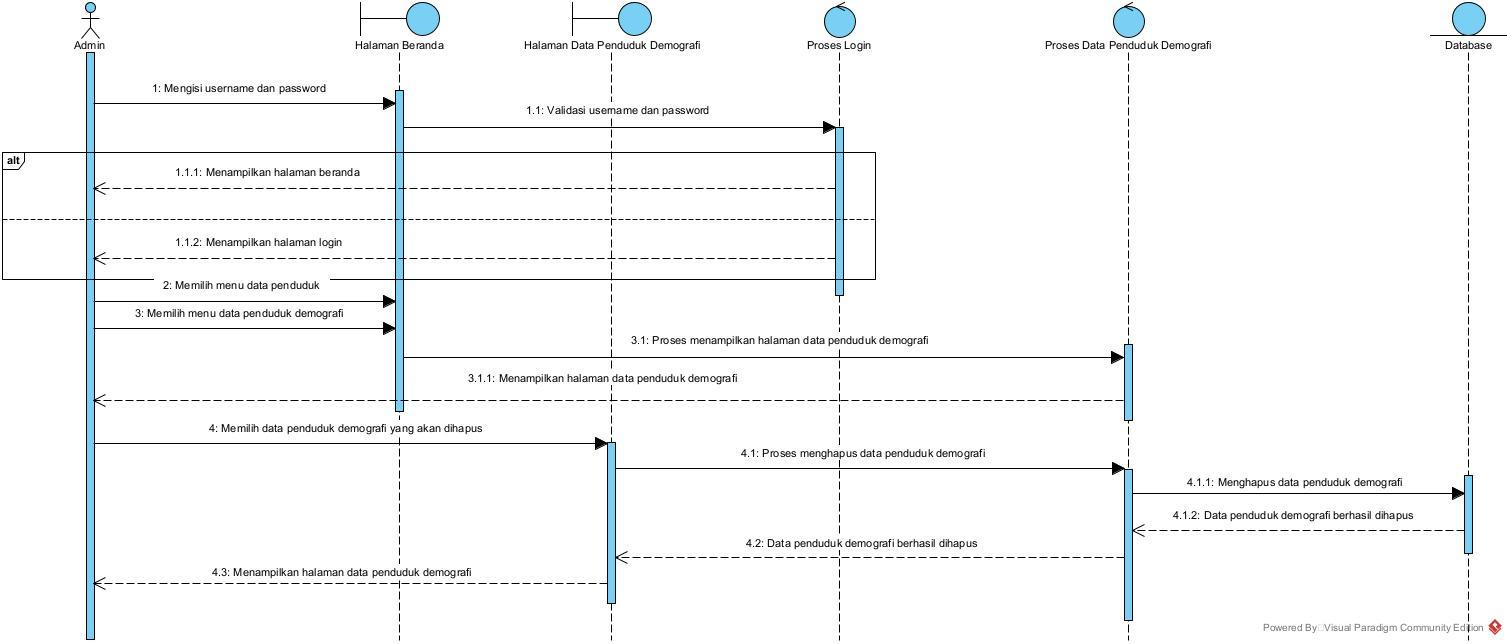 Admin
Halaman Beranda
Halaman Data Penduduk Demografi
Proses Login
Proses Data Penduduk Demografi
Database
1: Mengisi username dan password
1.1: Validasi username dan password
alt
1.1.1: Menampilkan halaman beranda
1.1.2: Menampilkan halaman login
2: Memilih menu data penduduk
3: Memilih menu data penduduk demografi
3.1: Proses menampilkan halaman data penduduk demografi
3.1.1: Menampilkan halaman data penduduk demografi
4: Memilih data penduduk demografi yang akan dihapus
4.1: Proses menghapus data penduduk demografi
4.1.1: Menghapus data penduduk demografi
4.1.2: Data penduduk demografi berhasil dihapus
4.2: Data penduduk demografi berhasil dihapus
4.3: Menampilkan halaman data penduduk demografi
Powered By Visual Paradigm Community Edition